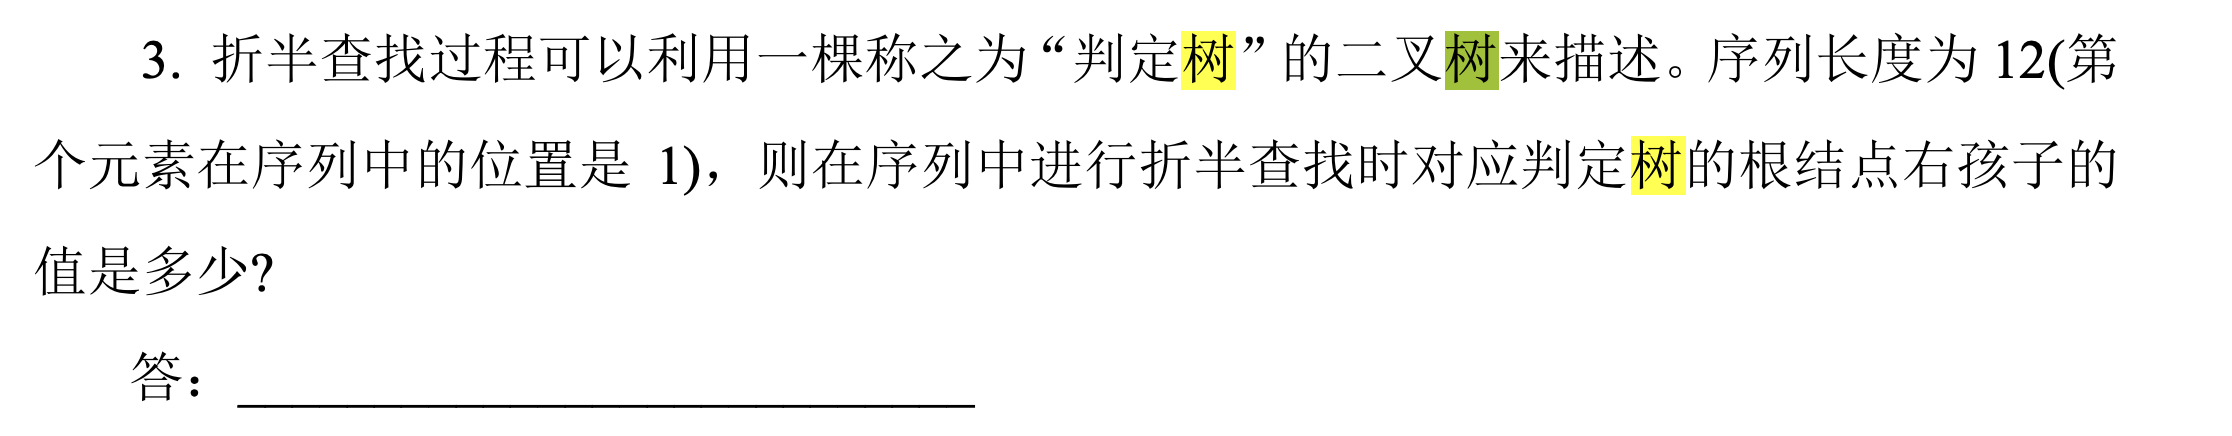 3. 折半查找过程可以利用一棵称之为“判定树”的二叉树来描述。序列长度为 12(第
个元素在序列中的位置是 1)，则在序列中进行折半查找时对应判定树的根结点右孩子的
值是多少?
答：____________________________